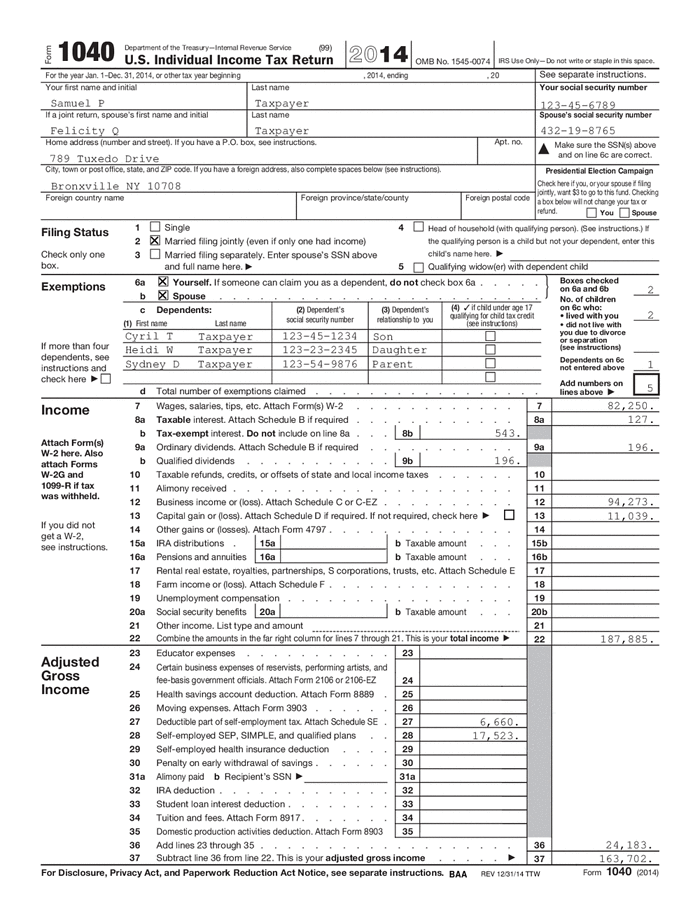 Form 1040 Department of the Treasury—Internal Revenue Service (99)
U.S. Individual Income Tax Return 2014 OMB No. 1545-0074 IRS Use Only—Do not write or staple in this space.
For the year Jan. 1–Dec. 31, 2014, or other tax year beginning , 2014, ending , 20 See separate instructions.
Your first name and initial Last name Your social security number
Samuel P Taxpayer 123-45-6789
If a joint return, spouse's first name and initial Last name Spouse's social security number
Felicity Q Taxpayer 432-19-8765
Home address (number and street). If you have a P.O. box, see instructions. Apt. no. ▲ Make sure the SSN(s) above and on line 6c are correct.
789 Tuxedo Drive
City, town or post office, state, and ZIP code. If you have a foreign address, also complete spaces below (see instructions).
Bronxville NY 10708
Presidential Election Campaign
Check here if you, or your spouse if filing
jointly, want $3 to go to this fund. Checking
a box below will not change your tax or
refund. You Spouse
Foreign country name Foreign province/state/county Foreign postal code
Filing Status
Check only one
box.
1 Single
2 X Married filing jointly (even if only one had income)
3 Married filing separately. Enter spouse's SSN above
and full name here. ▶
4 Head of household (with qualifying person). (See instructions.) If
the qualifying person is a child but not your dependent, enter this
child's name here. ▶
5 Qualifying widow(er) with dependent child
Exemptions
6a X Yourself. If someone can claim you as a dependent, do not check box 6a . . . . .
b X Spouse . . . . . . . . . . . . . . . . . . . . . . .
c Dependents:
(1) First name Last name
(2) Dependent's
social security number
(3) Dependent's
relationship to you
(4) ✓ if child under age 17
qualifying for child tax credit
(see instructions)
Cyril T Taxpayer 123-45-1234 Son
Heidi W Taxpayer 123-23-2345 Daughter
Sydney D Taxpayer 123-54-9876 Parent
If more than four
dependents, see
instructions and
check here ▶
d Total number of exemptions claimed . . . . . . . . . . . . . . . . .
Boxes checked
on 6a and 6b 2
No. of children
on 6c who:
• lived with you 2
• did not live with
you due to divorce
or separation
(see instructions)
Dependents on 6c
not entered above 1
Add numbers on
lines above ▶ 5
Income
Attach Form(s)
W-2 here. Also
attach Forms
W-2G and
1099-R if tax
was withheld.
If you did not
get a W-2,
see instructions.
7 Wages, salaries, tips, etc. Attach Form(s) W-2 . . . . . . . . . . . . 7 82,250.
8a Taxable interest. Attach Schedule B if required . . . . . . . . . . . . 8a 127.
b Tax-exempt interest. Do not include on line 8a . . . 8b 543.
9a Ordinary dividends. Attach Schedule B if required . . . . . . . . . . . 9a 196.
b Qualified dividends . . . . . . . . . . . 9b 196.
10 Taxable refunds, credits, or offsets of state and local income taxes . . . . . . 10
11 Alimony received . . . . . . . . . . . . . . . . . . . . . 11
12 Business income or (loss). Attach Schedule C or C-EZ . . . . . . . . . . 12 94,273.
13 Capital gain or (loss). Attach Schedule D if required. If not required, check here ▶ 13 11,039.
14 Other gains or (losses). Attach Form 4797 . . . . . . . . . . . . . . 14
15a IRA distributions . 15a b Taxable amount . . . 15b
16a Pensions and annuities 16a b Taxable amount . . . 16b
17 Rental real estate, royalties, partnerships, S corporations, trusts, etc. Attach Schedule E 17
18 Farm income or (loss). Attach Schedule F . . . . . . . . . . . . . . 18
19 Unemployment compensation . . . . . . . . . . . . . . . . . 19
20a Social security benefits 20a b Taxable amount . . . 20b
21 Other income. List type and amount 21
22 Combine the amounts in the far right column for lines 7 through 21. This is your total income ▶ 22 187,885.
Adjusted
Gross
Income
23 Educator expenses . . . . . . . . . . . 23
24 Certain business expenses of reservists, performing artists, and
fee-basis government officials. Attach Form 2106 or 2106-EZ 24
25 Health savings account deduction. Attach Form 8889 . 25
26 Moving expenses. Attach Form 3903 . . . . . . 26
27 Deductible part of self-employment tax. Attach Schedule SE . 27 6,660.
28 Self-employed SEP, SIMPLE, and qualified plans . . 28 17,523.
29 Self-employed health insurance deduction . . . . 29
30 Penalty on early withdrawal of savings . . . . . . 30
31a Alimony paid b Recipient's SSN ▶ 31a
32 IRA deduction . . . . . . . . . . . . . 32
33 Student loan interest deduction . . . . . . . . 33
34 Tuition and fees. Attach Form 8917 . . . . . . . 34
35 Domestic production activities deduction. Attach Form 8903 35
36 Add lines 23 through 35 . . . . . . . . . . . . . . . . . . . 36 24,183.
37 Subtract line 36 from line 22. This is your adjusted gross income . . . . . ▶ 37 163,702.
For Disclosure, Privacy Act, and Paperwork Reduction Act Notice, see separate instructions. BAA REV 12/31/14 TTW Form 1040 (2014)